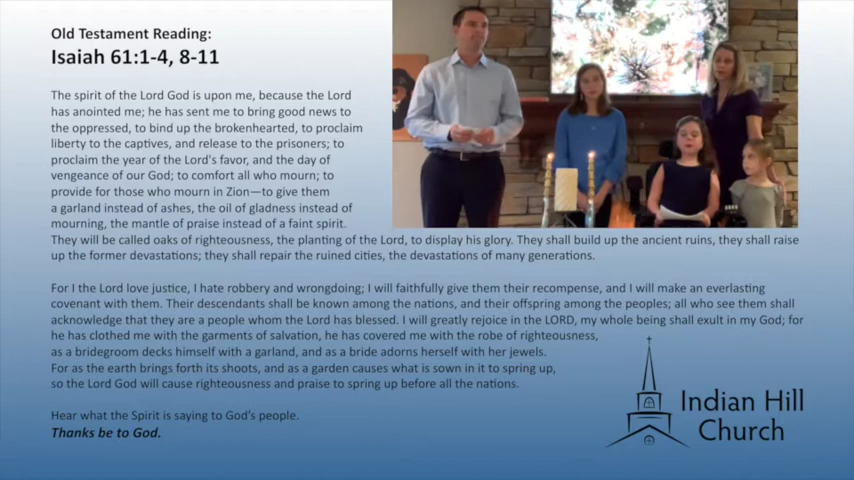 Old Testament Reading:
Isaiah 61:1-4, 8-11
The spirit of the Lord God is upon me, because the Lord
has anointed me; he has sent me to bring good news to
the oppressed, to bind up the brokenhearted, to proclaim
liberty to the captives, and release to the prisoners; to
proclaim the year of the Lord's favor, and the day of
vengeance of our God; to comfort all who mourn; to
provide for those who mourn in Zion—to give them
a garland instead of ashes, the oil of gladness instead of
mourning, the mantle of praise instead of a faint spirit.
They will be called oaks of righteousness, the planting of the Lord, to display his glory. They shall build up the ancient ruins, they shall raise
up the former devastations; they shall repair the ruined cities, the devastations of many generations.
For I the Lord love justice, I hate robbery and wrongdoing; I will faithfully give them their recompense, and I will make an everlasting
covenant with them. Their descendants shall be known among the nations, and their offspring among the peoples; all who see them shall
acknowledge that they are a people whom the Lord has blessed. I will greatly rejoice in the LORD, my whole being shall exult in my God; for
he has clothed me with the garments of salvation, he has covered me with the robe of righteousness,
as a bridegroom decks himself with a garland, and as a bride adorns herself with her jewels.
For as the earth brings forth its shoots, and as a garden causes what is sown in it to spring up,
so the Lord God will cause righteousness and praise to spring up before all the nations.
Hear what the Spirit is saying to God's people.
Thanks be to God.
Indian Hill
Church